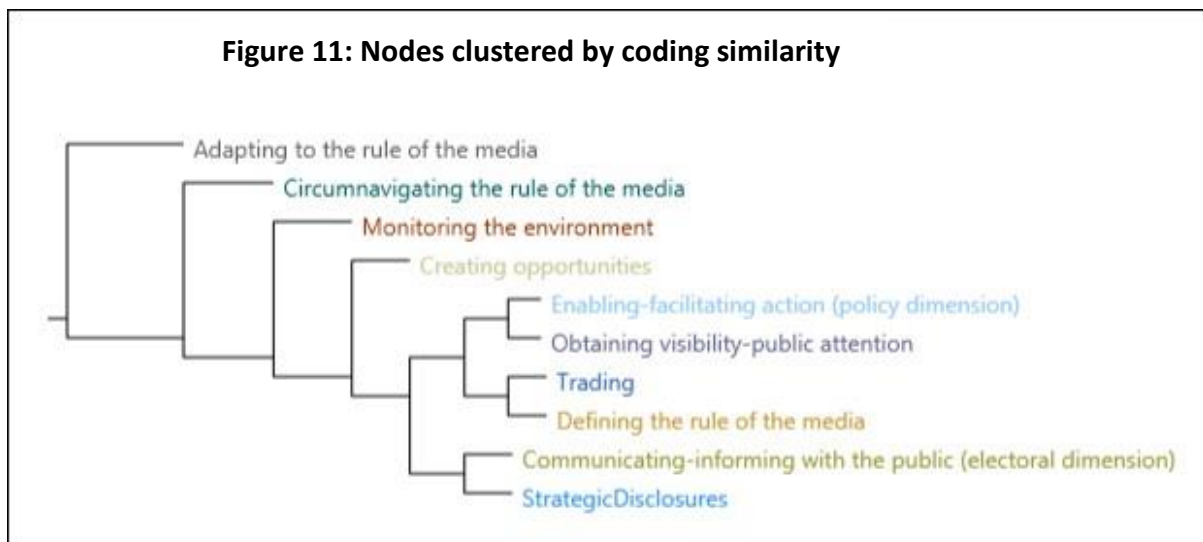 Figure 11: Nodes clustered by coding similarity
Adapting to the rule of the media
Circumnavigating the rule of the media
Monitoring the environment
Creating opportunities
Enabling-facilitating action (policy dimension)
Obtaining visibility-public attention
Trading
Defining the rule of the media
Communicating-informing with the public (electoral dimension)
StrategicDisclosures